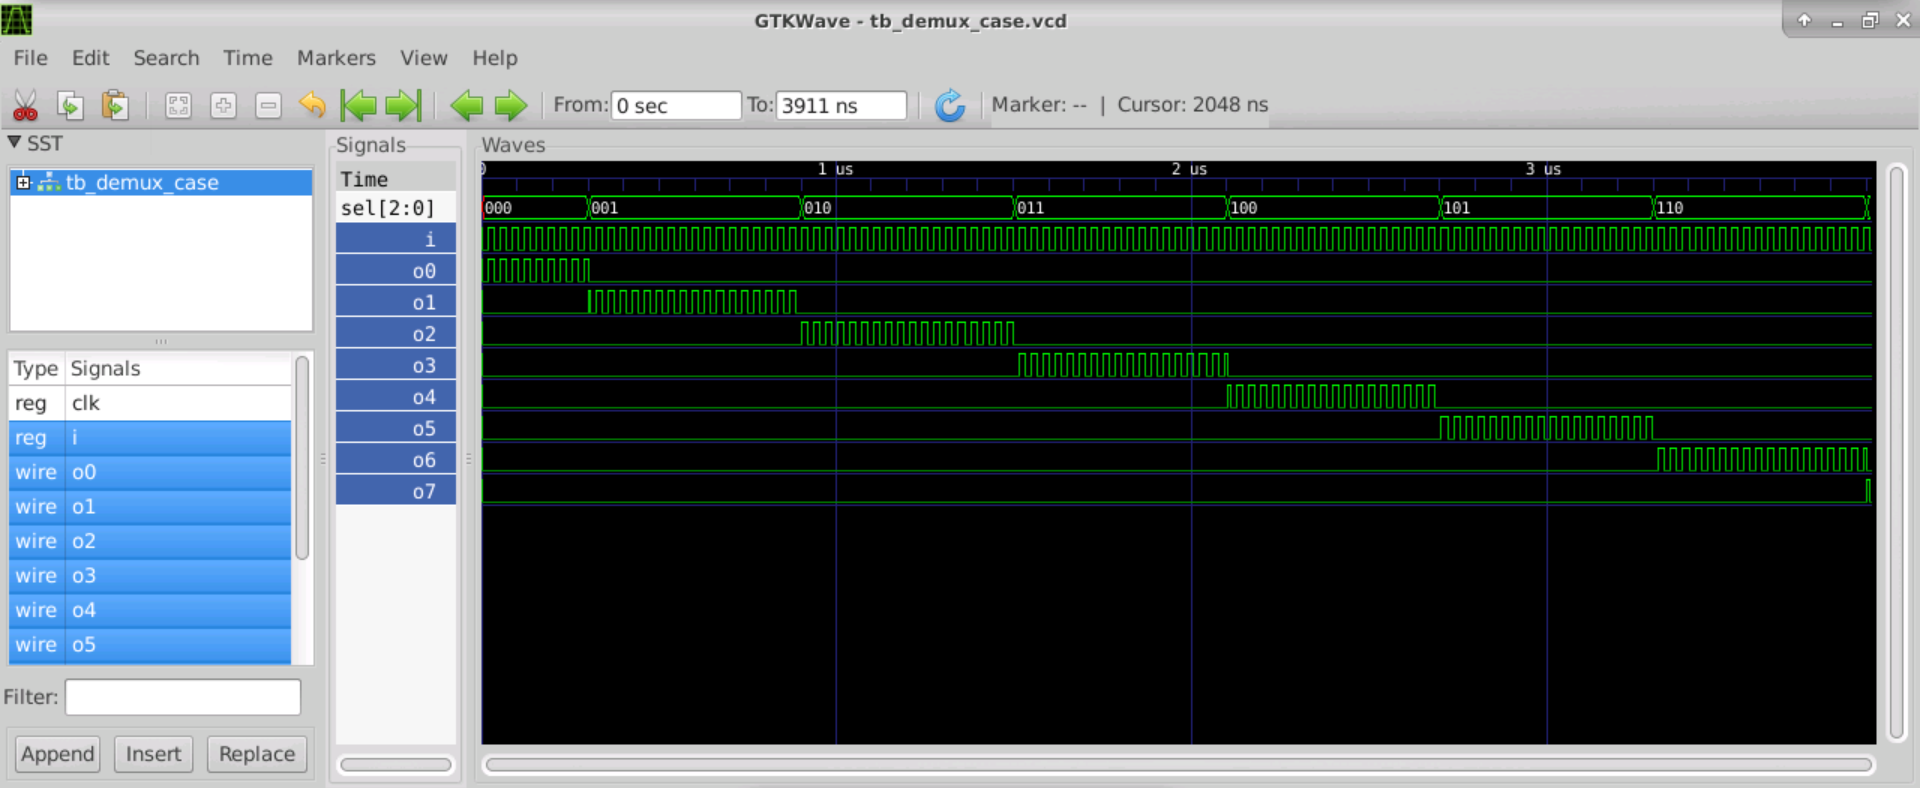 GTKWave - tb_demux_case.vcd
File Edit Search Time Markers View Help
From: 0 sec To: 3911 ns Marker: -- | Cursor: 2048 ns
SST
tb_demux_case
Type Signals
reg clk
reg i
wire o0
wire o1
wire o2
wire o3
wire o4
wire o5
Filter:
Append Insert Replace
Signals
Time
sel[2:0]
i
o0
o1
o2
o3
o4
o5
o6
o7
Waves
0 1 us 2 us 3 us
000 001 010 011 100 101 110